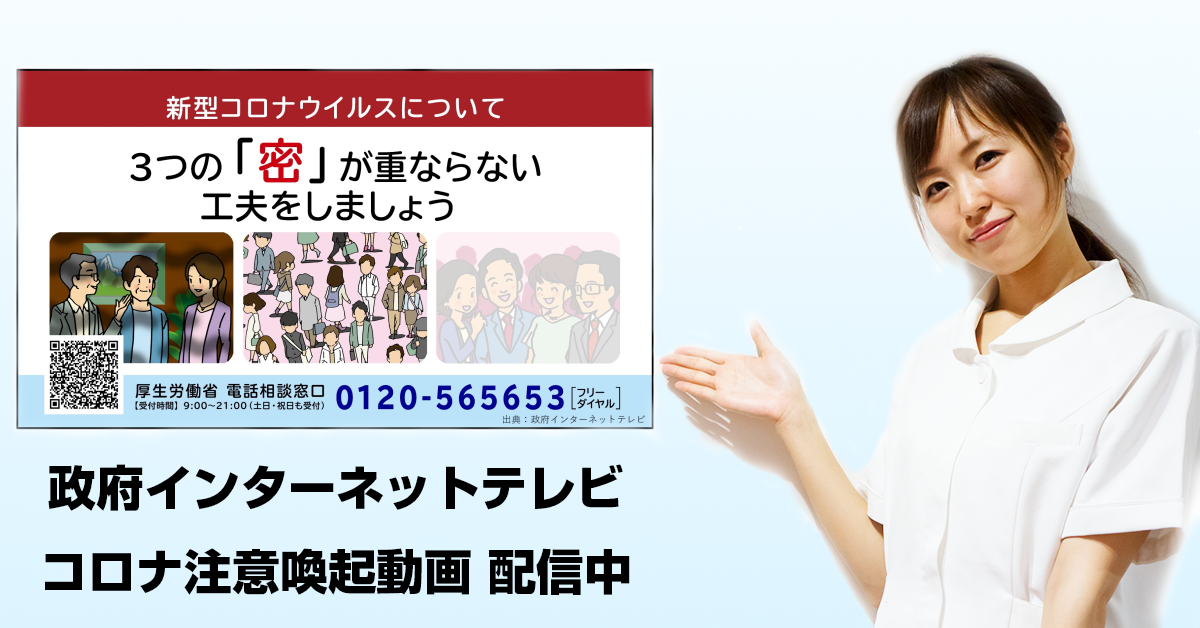 新型コロナウイルスについて
3つの「密」が重ならない
工夫をしましょう
厚生労働省 電話相談窓口
【受付時間】 9:00～21:00 (土日・祝日も受付)
0120-565653
[フリーダイヤル]
出典：政府インターネットテレビ
政府インターネットテレビ
コロナ注意喚起動画 配信中